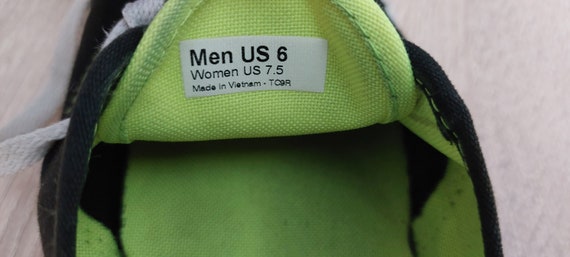 Men US 6
Women US 7.5
Made in Vietnam - TC9R